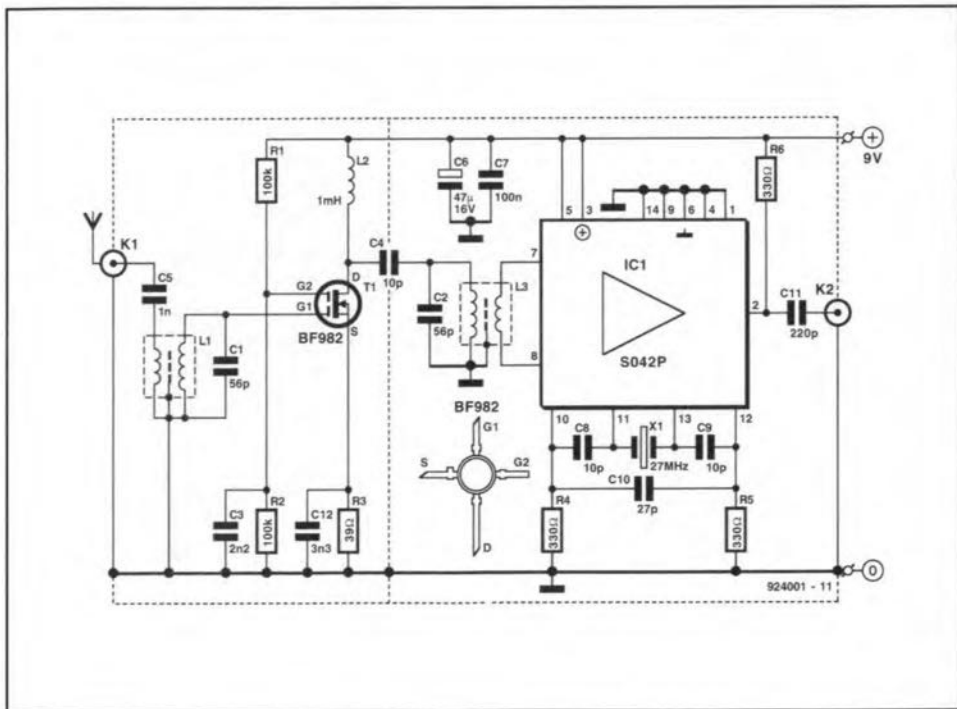 K1
C5
1n
L1
C1
56p
R1
100k
L2
1mH
G2
G1
D
T1
S
BF982
C3
2n2
R2
100k
C12
3n3
R3
39Ω
C4
10p
C2
56p
L3
C6
47µ
16V
C7
100n
BF982
G1
S
G2
D
5
3
14
9
6
4
1
7
8
IC1
S042P
2
10
11
13
12
R6
330Ω
C11
220p
K2
+
9V
C8
10p
X1
27MHz
C9
10p
C10
27p
R4
330Ω
R5
330Ω
0
924001 - 11